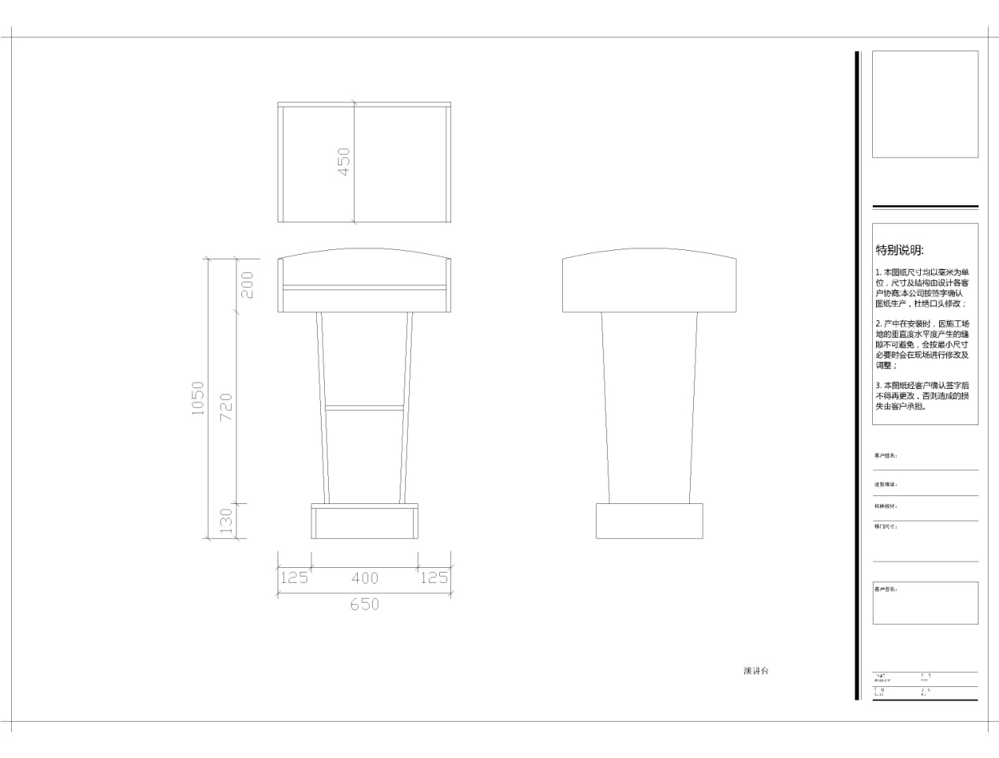 450
200
1050
720
130
125
400
125
650
演讲台
特别说明:
1. 本图纸尺寸均以毫米为单
位，尺寸及结构由设计各客
户协商;本公司按签字确认
图纸生产，杜绝口头修改；
2. 产中在安装时，因施工场
地的垂直度水平度产生的缝
隙不可避免，会按最小尺寸
必要时会在现场进行修改及
调整；
3. 本图纸经客户确认签字后
不得再更改，否则造成的损
失由客户承担。
客户姓名：
送货地址：
柜体板材：
移门尺寸：
客户签名：